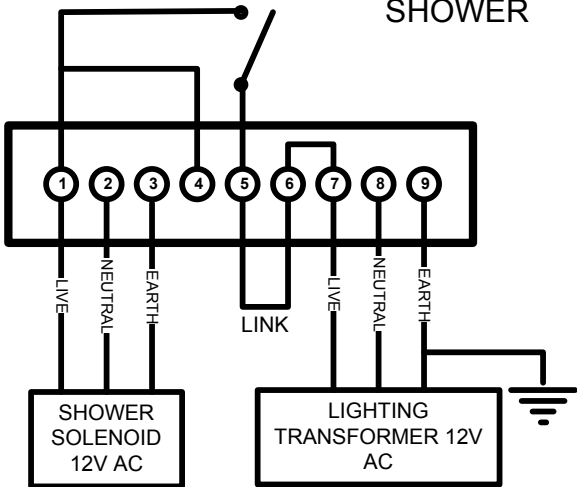 SHOWER
1 2 3 4 5 6 7 8 9
LIVE
NEUTRAL
EARTH
LINK
LIVE
NEUTRAL
EARTH
SHOWER
SOLENOID
12V AC
LIGHTING
TRANSFORMER 12V
AC